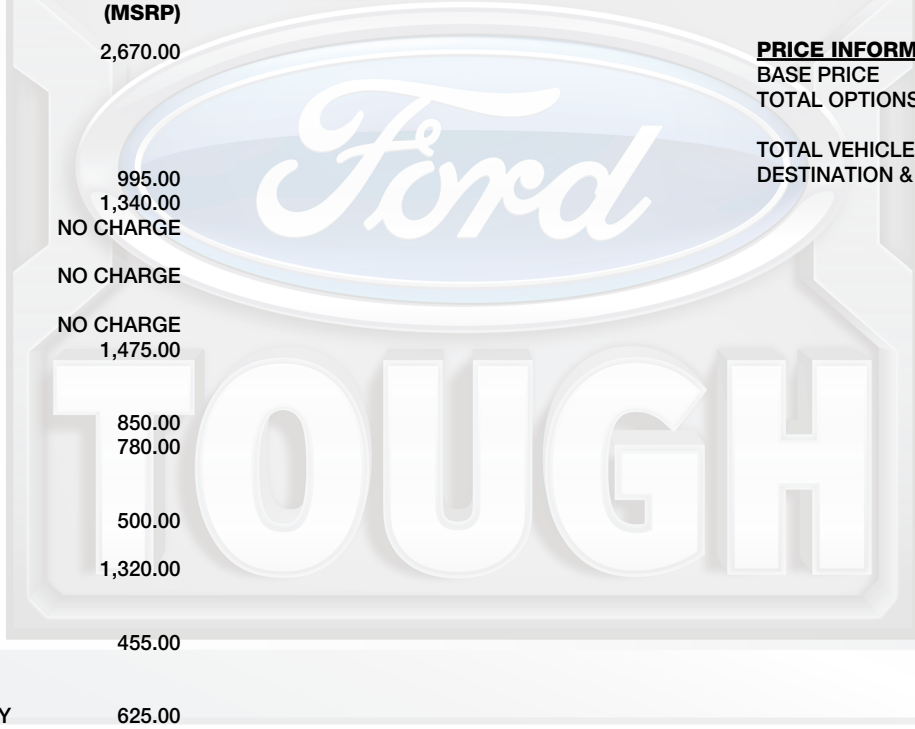 (MSRP)
2,670.00
995.00
1,340.00
NO CHARGE
NO CHARGE
NO CHARGE
1,475.00
850.00
780.00
500.00
1,320.00
455.00
Y 625.00
PRICE INFORM
BASE PRICE
TOTAL OPTIONS
TOTAL VEHICLE
DESTINATION &
Ford
TOUGH